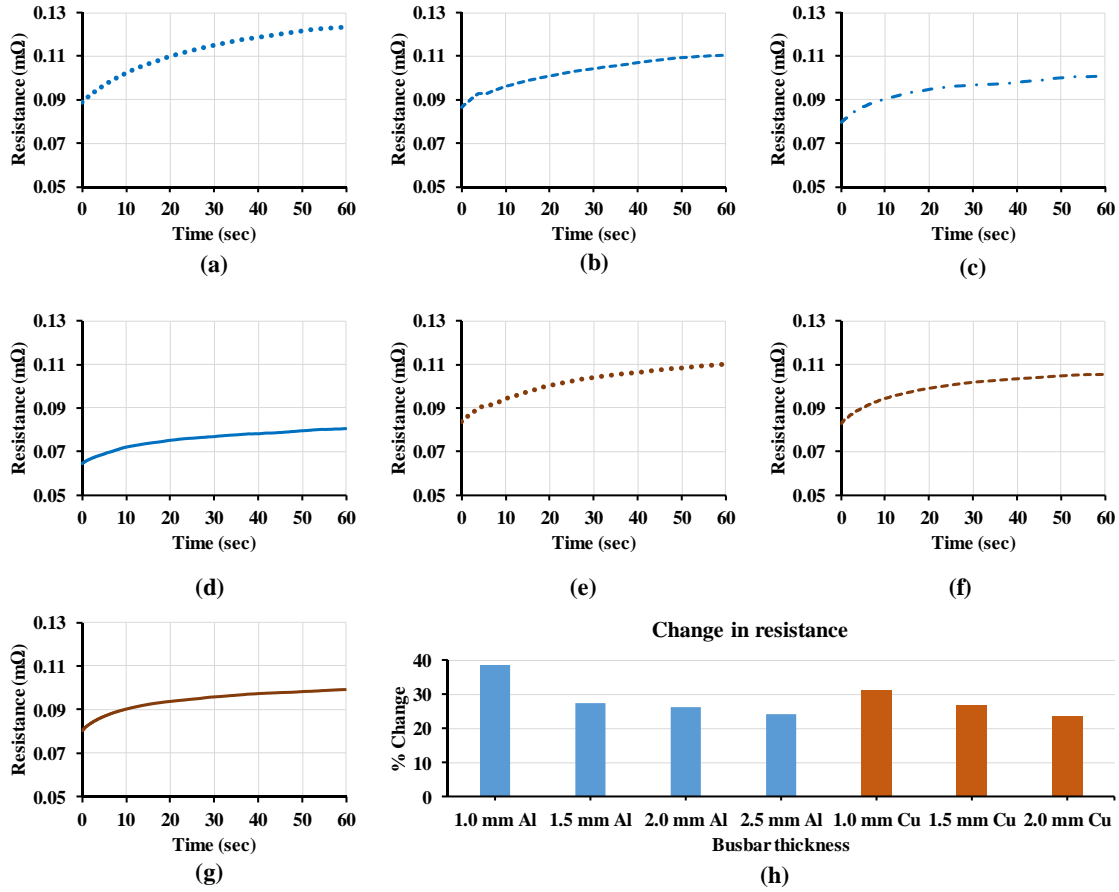 0.13
0.11
0.09
0.07
0.05
Resistance (mΩ)
0 10 20 30 40 50 60
Time (sec)
(a)
0.13
0.11
0.09
0.07
0.05
Resistance (mΩ)
0 10 20 30 40 50 60
Time (sec)
(b)
0.13
0.11
0.09
0.07
0.05
Resistance (mΩ)
0 10 20 30 40 50 60
Time (sec)
(c)
0.13
0.11
0.09
0.07
0.05
Resistance (mΩ)
0 10 20 30 40 50 60
Time (sec)
(d)
0.13
0.11
0.09
0.07
0.05
Resistance (mΩ)
0 10 20 30 40 50 60
Time (sec)
(e)
0.13
0.11
0.09
0.07
0.05
Resistance (mΩ)
0 10 20 30 40 50 60
Time (sec)
(f)
0.13
0.11
0.09
0.07
0.05
Resistance (mΩ)
0 10 20 30 40 50 60
Time (sec)
(g)
Change in resistance
40
30
20
10
0
% Change
1.0 mm Al 1.5 mm Al 2.0 mm Al 2.5 mm Al 1.0 mm Cu 1.5 mm Cu 2.0 mm Cu
Busbar thickness
(h)